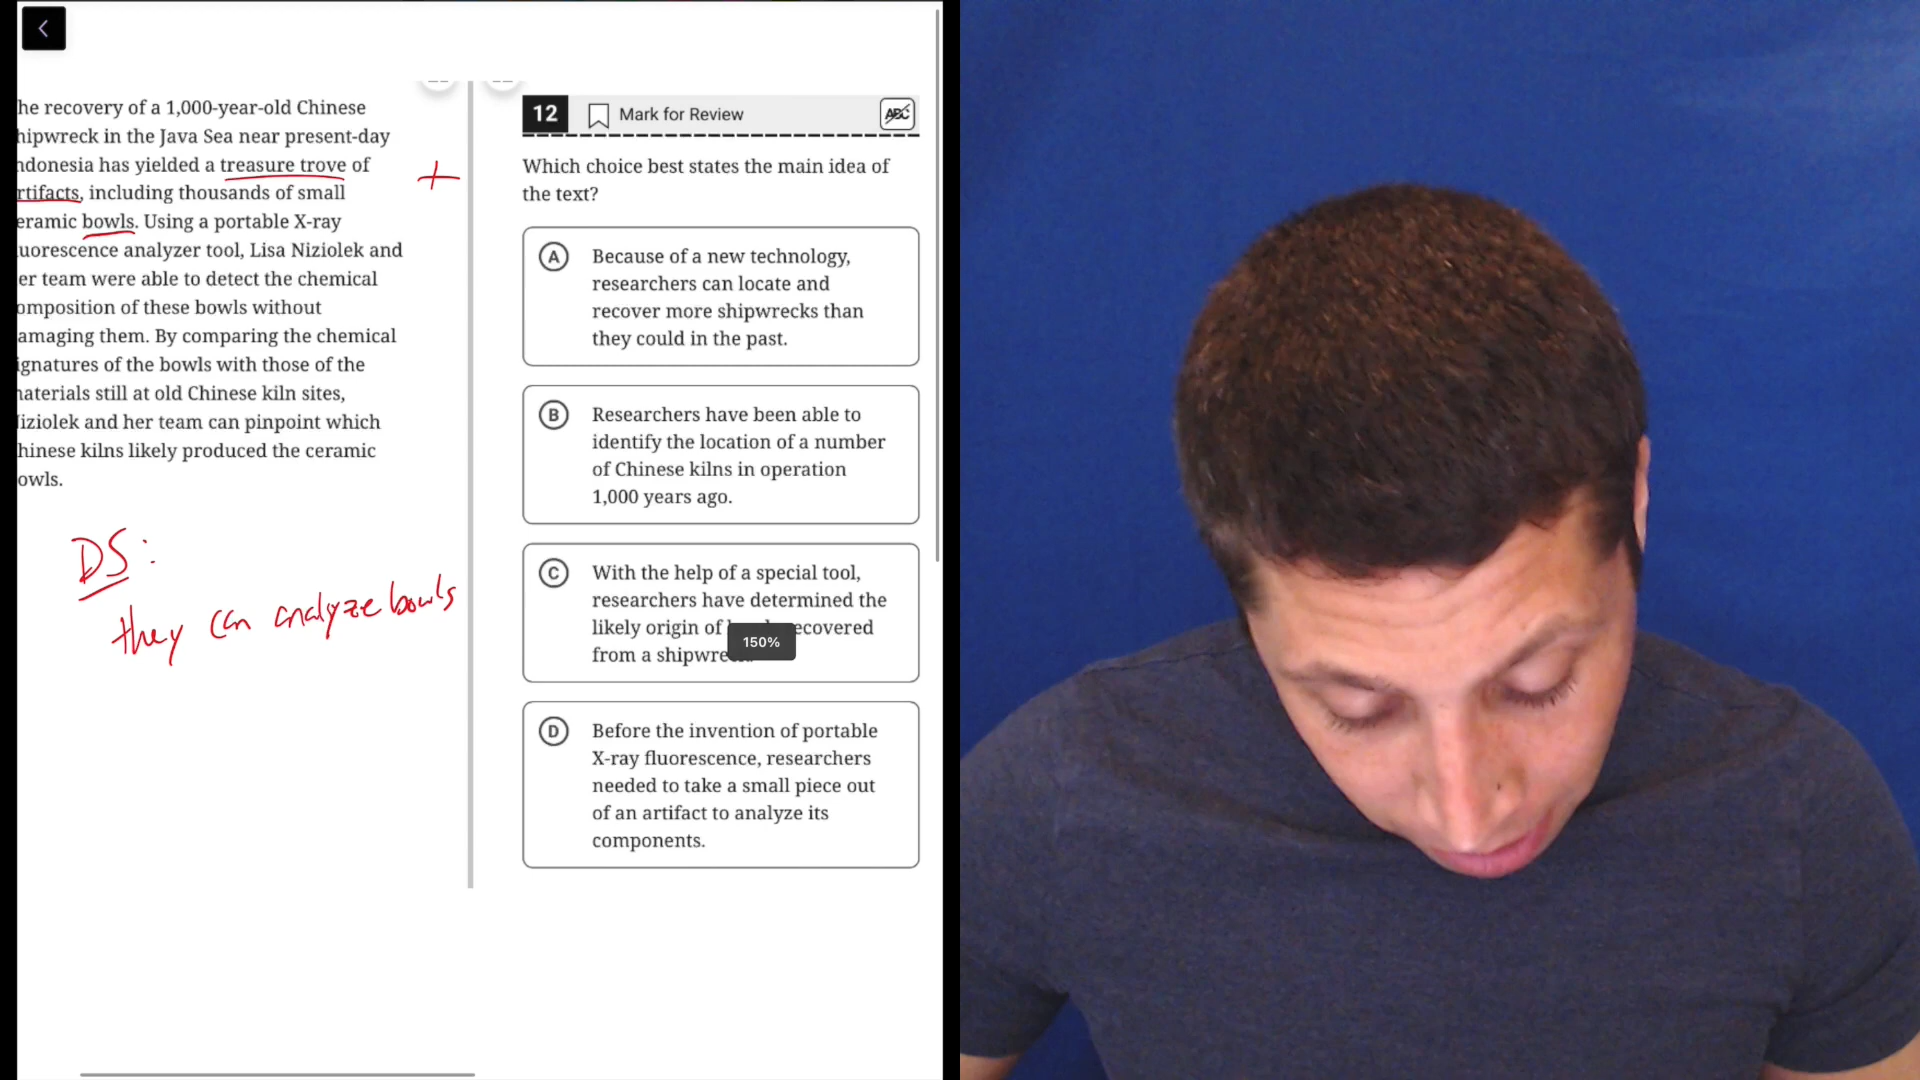 he recovery of a 1,000-year-old Chinese
hipwreck in the Java Sea near present-day
ndonesia has yielded a treasure trove of
rtifacts, including thousands of small
eramic bowls. Using a portable X-ray
uorescence analyzer tool, Lisa Niziolek and
er team were able to detect the chemical
omposition of these bowls without
amaging them. By comparing the chemical
ignatures of the bowls with those of the
naterials still at old Chinese kiln sites,
iziolek and her team can pinpoint which
hinese kilns likely produced the ceramic
owls.
+
DS:
they can analyze bowls
12 Mark for Review ABC
Which choice best states the main idea of
the text?
A Because of a new technology,
researchers can locate and
recover more shipwrecks than
they could in the past.
B Researchers have been able to
identify the location of a number
of Chinese kilns in operation
1,000 years ago.
C With the help of a special tool,
researchers have determined the
likely origin of ecovered
from a shipwre
150%
D Before the invention of portable
X-ray fluorescence, researchers
needed to take a small piece out
of an artifact to analyze its
components.